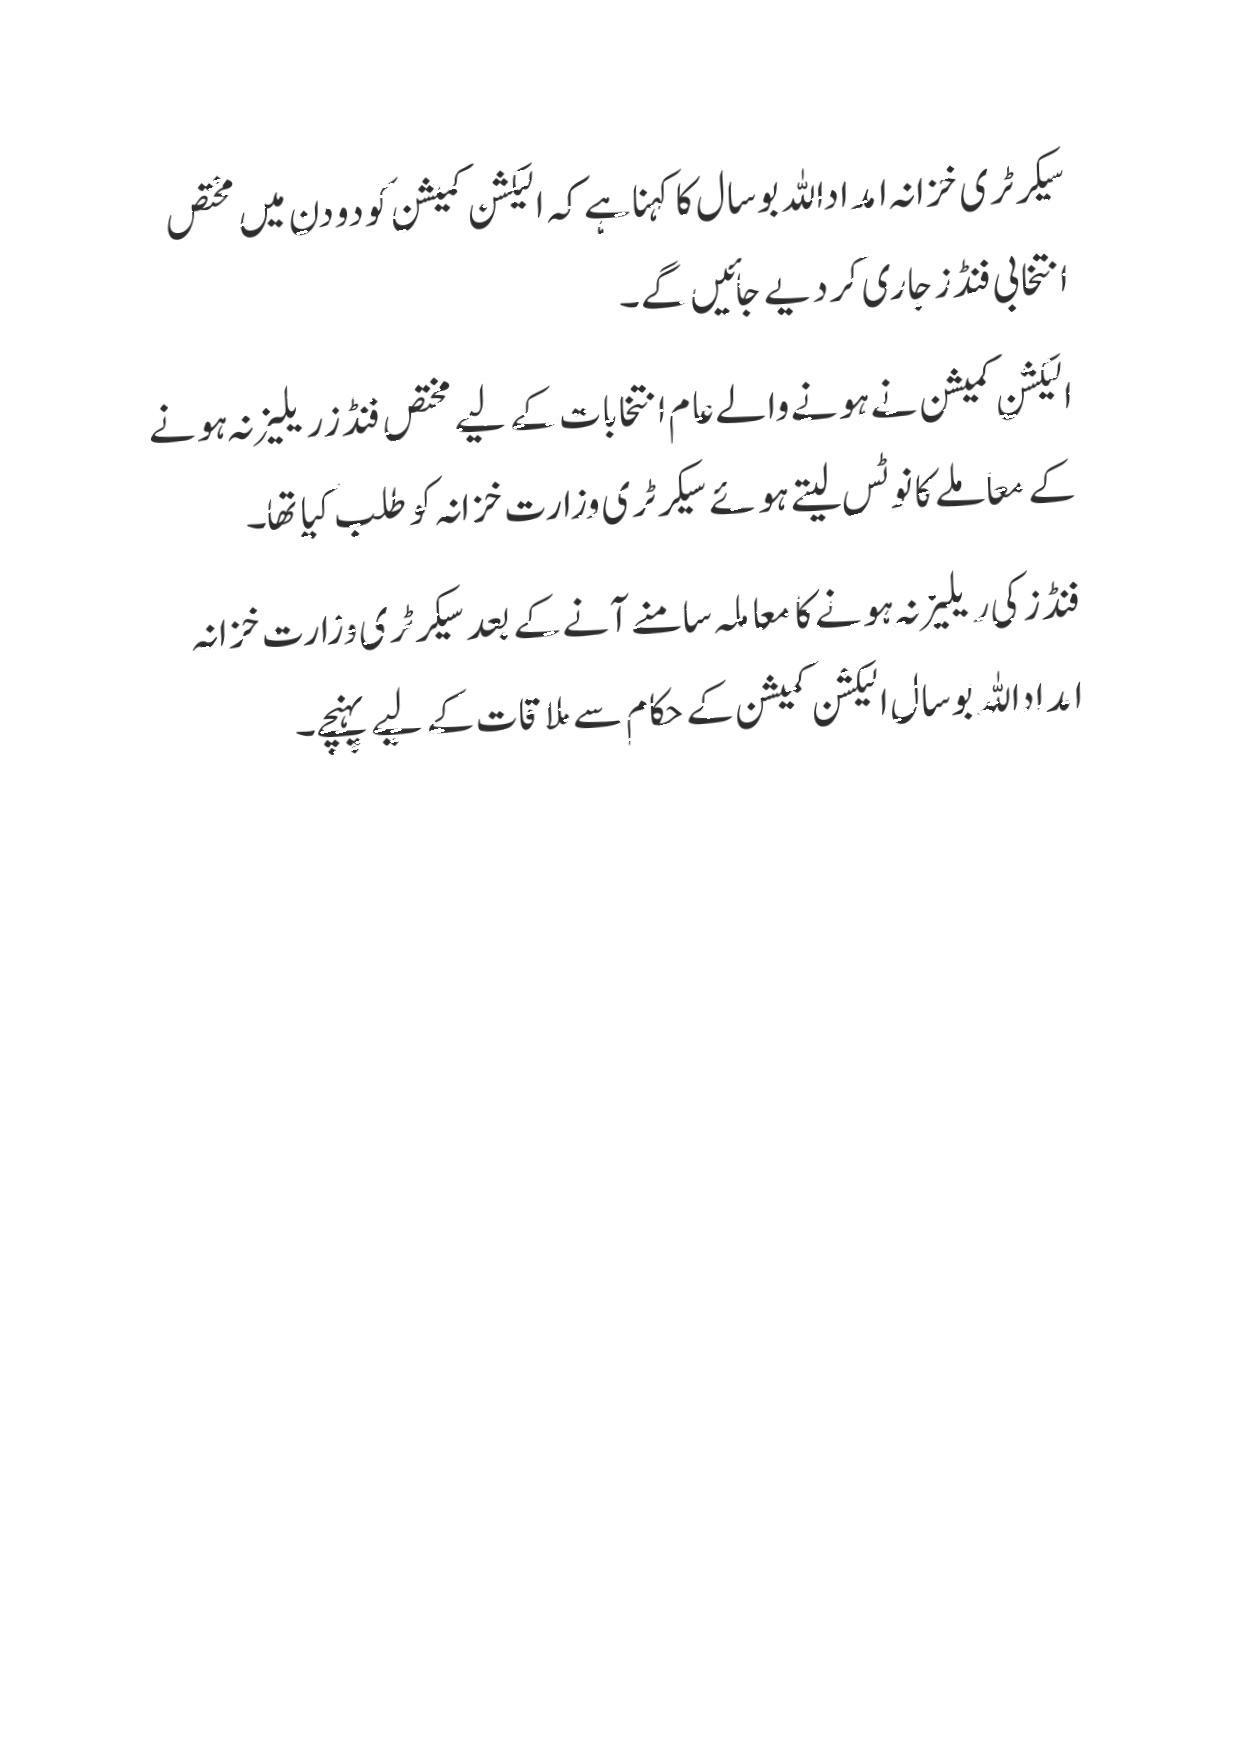 سیکرٹری خزانہ امداد اللہ بوسال کا کہنا ہے کہ الیکشن کمیشن کو دو دن میں مختص
انتخابی فنڈز جاری کر دیے جائیں گے۔
الیکشن کمیشن نے ہونے والے عام انتخابات کے لیے مختص فنڈز ریلیز نہ ہونے
کے معاملے کا نوٹس لیتے ہوئے سیکرٹری وزارت خزانہ کو طلب کیا تھا۔
فنڈز کی ریلیز نہ ہونے کا معاملہ سامنے آنے کے بعد سیکرٹری وزارت خزانہ
امداد اللہ بوسال الیکشن کمیشن کے حکام سے ملاقات کے لیے پہنچے۔